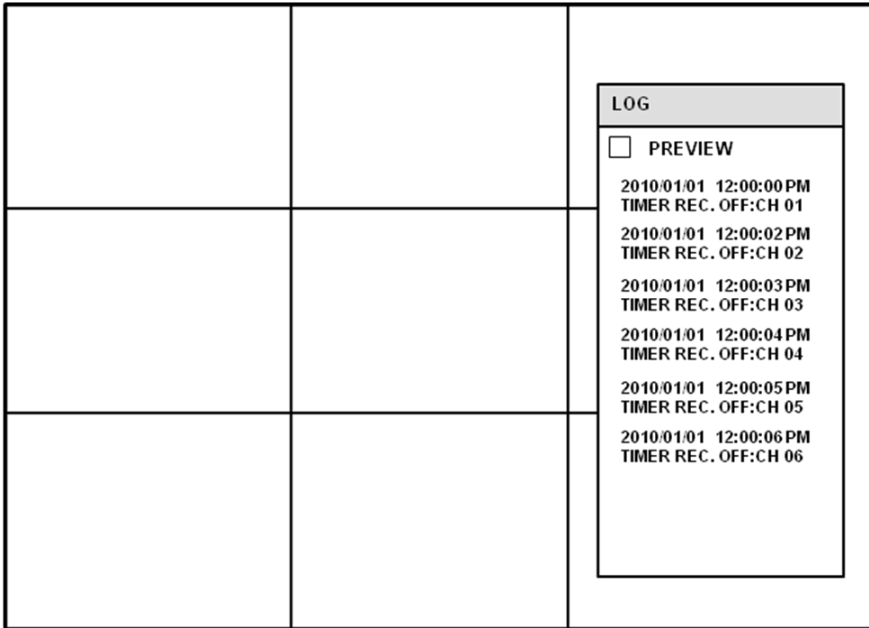 LOG
PREVIEW
2010/01/01 12:00:00 PM
TIMER REC. OFF:CH 01
2010/01/01 12:00:02 PM
TIMER REC. OFF:CH 02
2010/01/01 12:00:03 PM
TIMER REC. OFF:CH 03
2010/01/01 12:00:04 PM
TIMER REC. OFF:CH 04
2010/01/01 12:00:05 PM
TIMER REC. OFF:CH 05
2010/01/01 12:00:06 PM
TIMER REC. OFF:CH 06